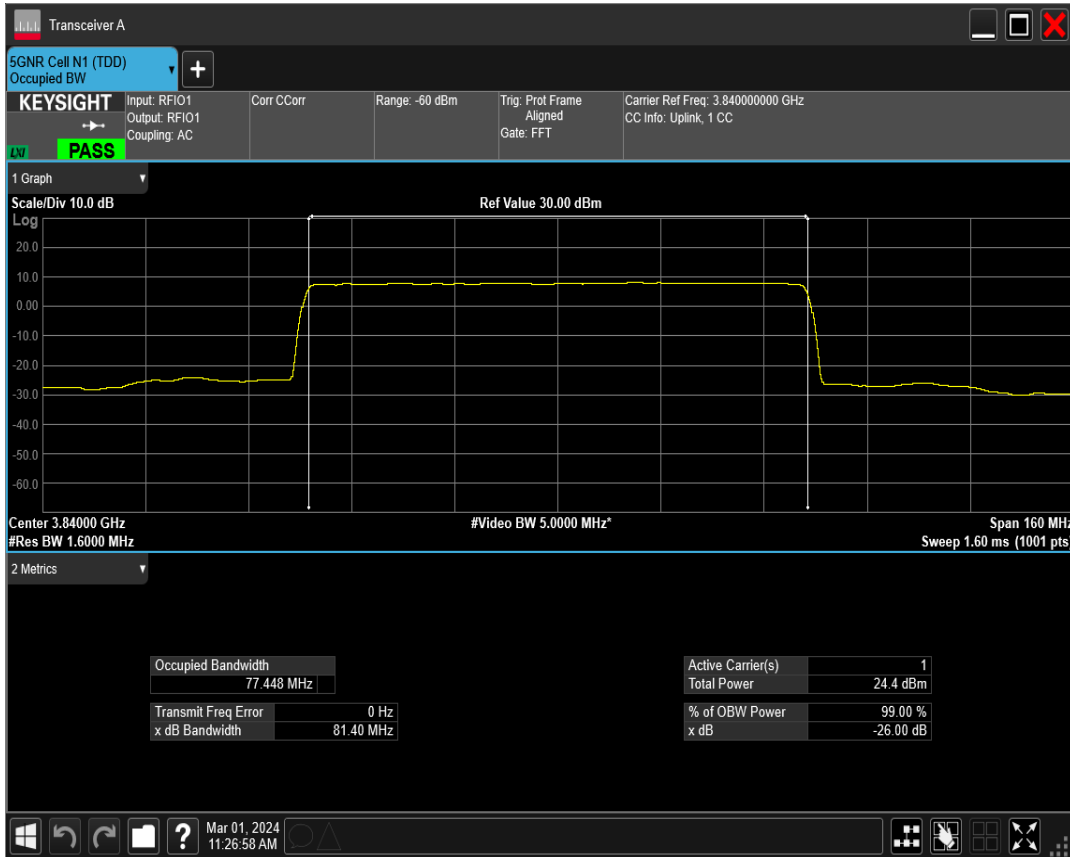 Transceiver A
5GNR Cell N1 (TDD)
Occupied BW
+
KEYSIGHT
LXI
PASS
Input: RFIO1
Output: RFIO1
Coupling: AC
Corr CCorr
Range: -60 dBm
Trig: Prot Frame
Aligned
Gate: FFT
Carrier Ref Freq: 3.840000000 GHz
CC Info: Uplink, 1 CC
1 Graph
Scale/Div 10.0 dB
Ref Value 30.00 dBm
Log
20.0
10.0
0.00
-10.0
-20.0
-30.0
-40.0
-50.0
-60.0
Center 3.84000 GHz
#Video BW 5.0000 MHz*
Span 160 MHz
#Res BW 1.6000 MHz
Sweep 1.60 ms (1001 pts)
2 Metrics
Occupied Bandwidth
77.448 MHz
Transmit Freq Error 0 Hz
x dB Bandwidth 81.40 MHz
Active Carrier(s) 1
Total Power 24.4 dBm
% of OBW Power 99.00 %
x dB -26.00 dB
?
Mar 01, 2024
11:26:58 AM